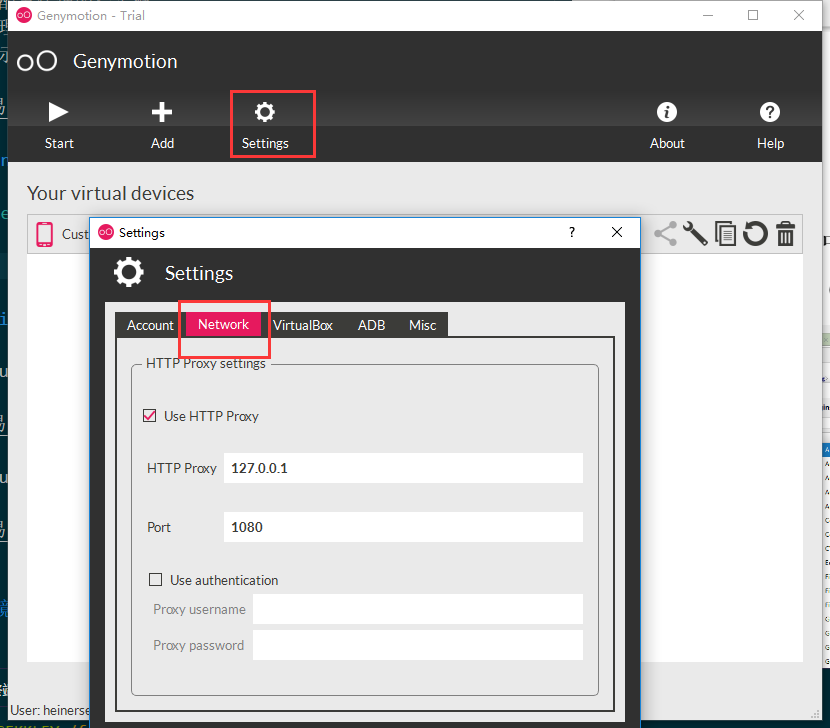 Genymotion - Trial
Genymotion
Start
Add
Settings
About
Help
Your virtual devices
Cust
Settings
Settings
Account
Network
VirtualBox
ADB
Misc
HTTP Proxy settings
Use HTTP Proxy
HTTP Proxy
127.0.0.1
Port
1080
Use authentication
Proxy username
Proxy password
User: heinerse